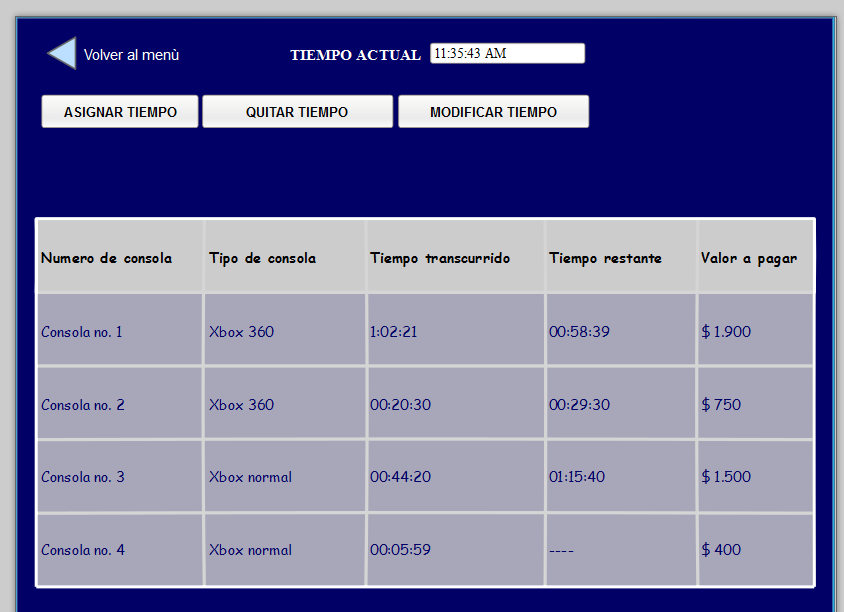 Volver al menù
TIEMPO ACTUAL 11:35:43 AM
ASIGNAR TIEMPO QUITAR TIEMPO MODIFICAR TIEMPO
Numero de consola Tipo de consola Tiempo transcurrido Tiempo restante Valor a pagar
Consola no. 1 Xbox 360 1:02:21 00:58:39 $ 1.900
Consola no. 2 Xbox 360 00:20:30 00:29:30 $ 750
Consola no. 3 Xbox normal 00:44:20 01:15:40 $ 1.500
Consola no. 4 Xbox normal 00:05:59 ---- $ 400